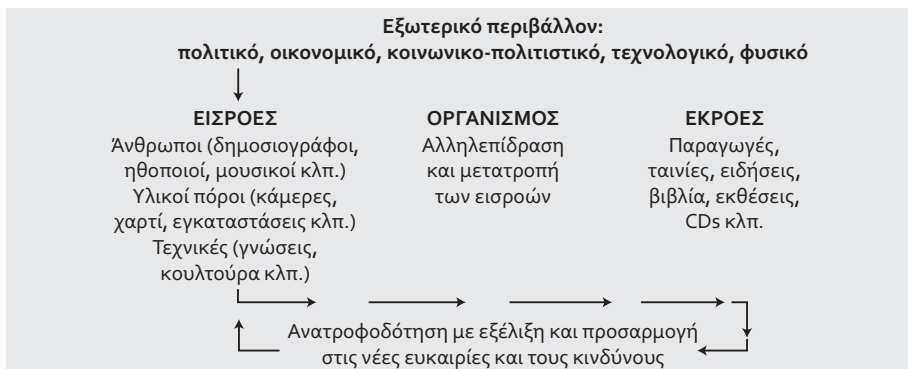 Εξωτερικό περιβάλλον:
πολιτικό, οικονομικό, κοινωνικο-πολιτιστικό, τεχνολογικό, φυσικό
ΕΙΣΡΟΕΣ
Άνθρωποι (δημοσιογράφοι,
ηθοποιοί, μουσικοί κλπ.)
Υλικοί πόροι (κάμερες,
χαρτί, εγκαταστάσεις κλπ.)
Τεχνικές (γνώσεις,
κουλτούρα κλπ.)
ΟΡΓΑΝΙΣΜΟΣ
Αλληλεπίδραση
και μετατροπή
των εισροών
ΕΚΡΟΕΣ
Παραγωγές,
ταινίες, ειδήσεις,
βιβλία, εκθέσεις,
CDs κλπ.
Ανατροφοδότηση με εξέλιξη και προσαρμογή
στις νέες ευκαιρίες και τους κινδύνους